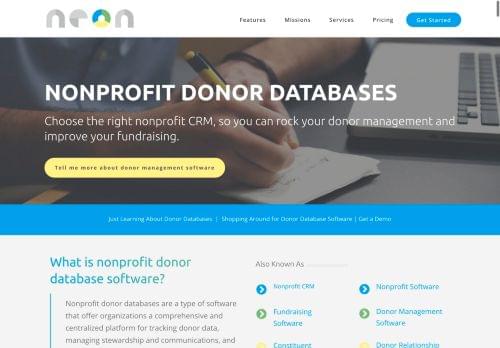 neon
Features Missions Services Pricing Get Started
NONPROFIT DONOR DATABASES
Choose the right nonprofit CRM, so you can rock your donor management and
improve your fundraising.
Tell me more about donor management software
Just Learning About Donor Databases | Shopping Around for Donor Database Software | Get a Demo
What is nonprofit donor
database software?
Nonprofit donor databases are a type of software
that offer organizations a comprehensive and
centralized platform for tracking donor data,
managing stewardship and communications, and
Also Known As
Nonprofit CRM
Nonprofit Software
Fundraising
Software
Donor Management
Software
Constituent
Donor Relationship